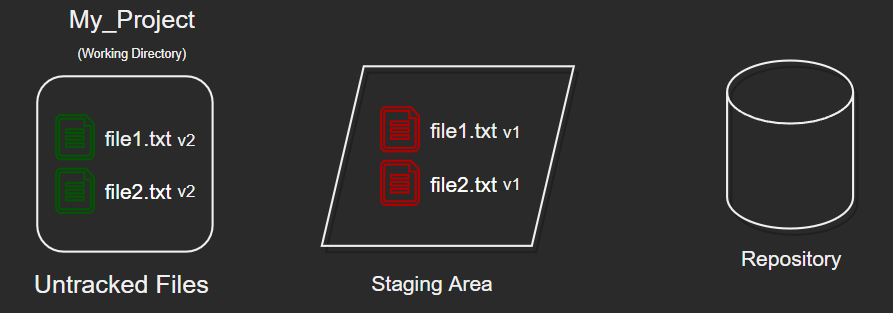 My_Project
(Working Directory)
file1.txt v2
file2.txt v2
Untracked Files
file1.txt v1
file2.txt v1
Staging Area
Repository